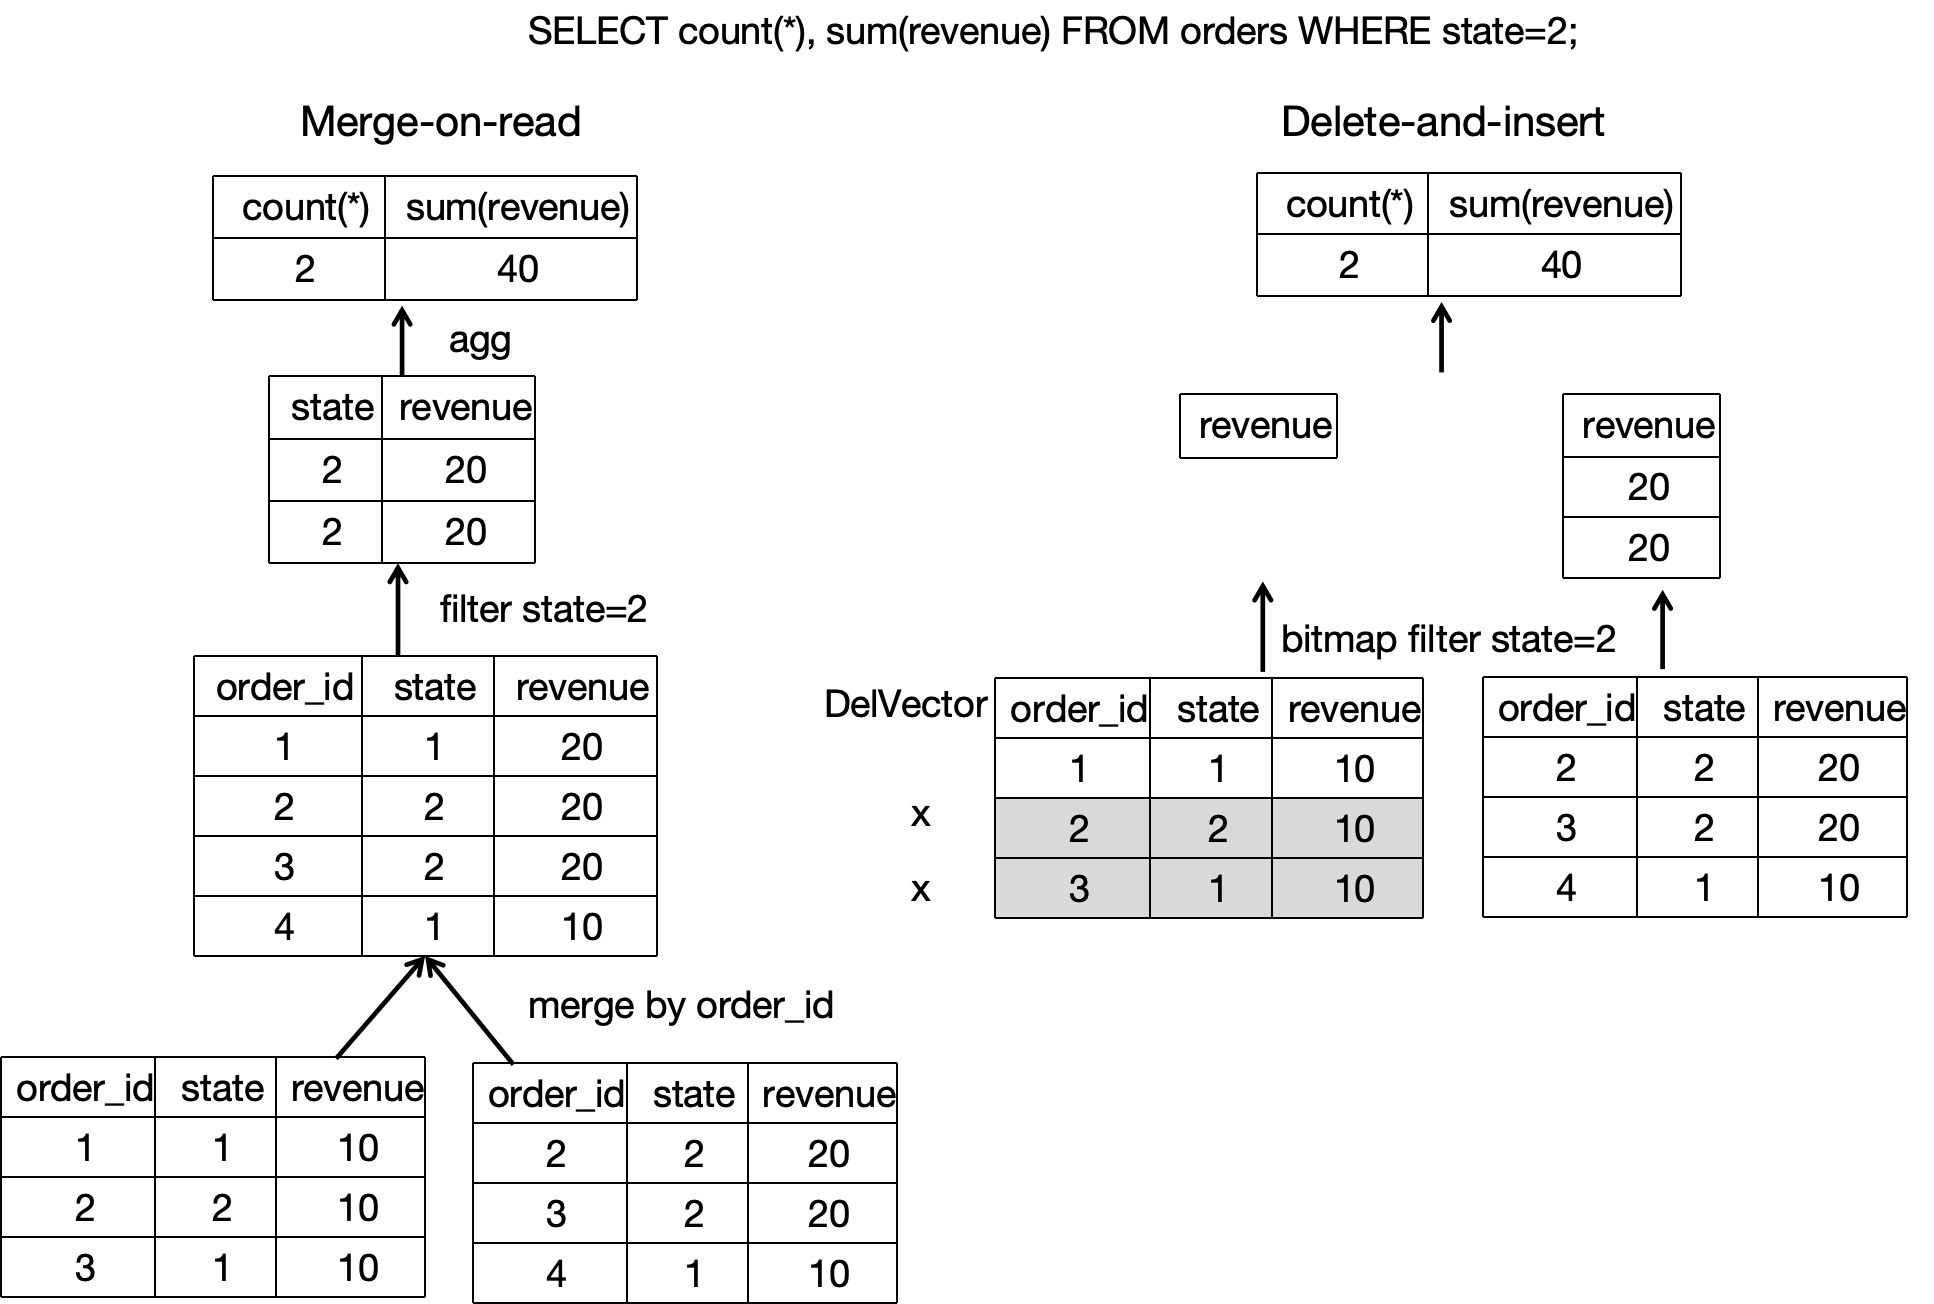 SELECT count(*), sum(revenue) FROM orders WHERE state=2;
Merge-on-read
count(*) sum(revenue)
2 40
agg
state revenue
2 20
2 20
filter state=2
order_id state revenue
1 1 20
2 2 20
3 2 20
4 1 10
merge by order_id
order_id state revenue
1 1 10
2 2 10
3 1 10
order_id state revenue
2 2 20
3 2 20
4 1 10
Delete-and-insert
count(*) sum(revenue)
2 40
revenue
revenue
20
20
bitmap filter state=2
DelVector order_id state revenue
1 1 10
x 2 2 10
x 3 1 10
order_id state revenue
2 2 20
3 2 20
4 1 10